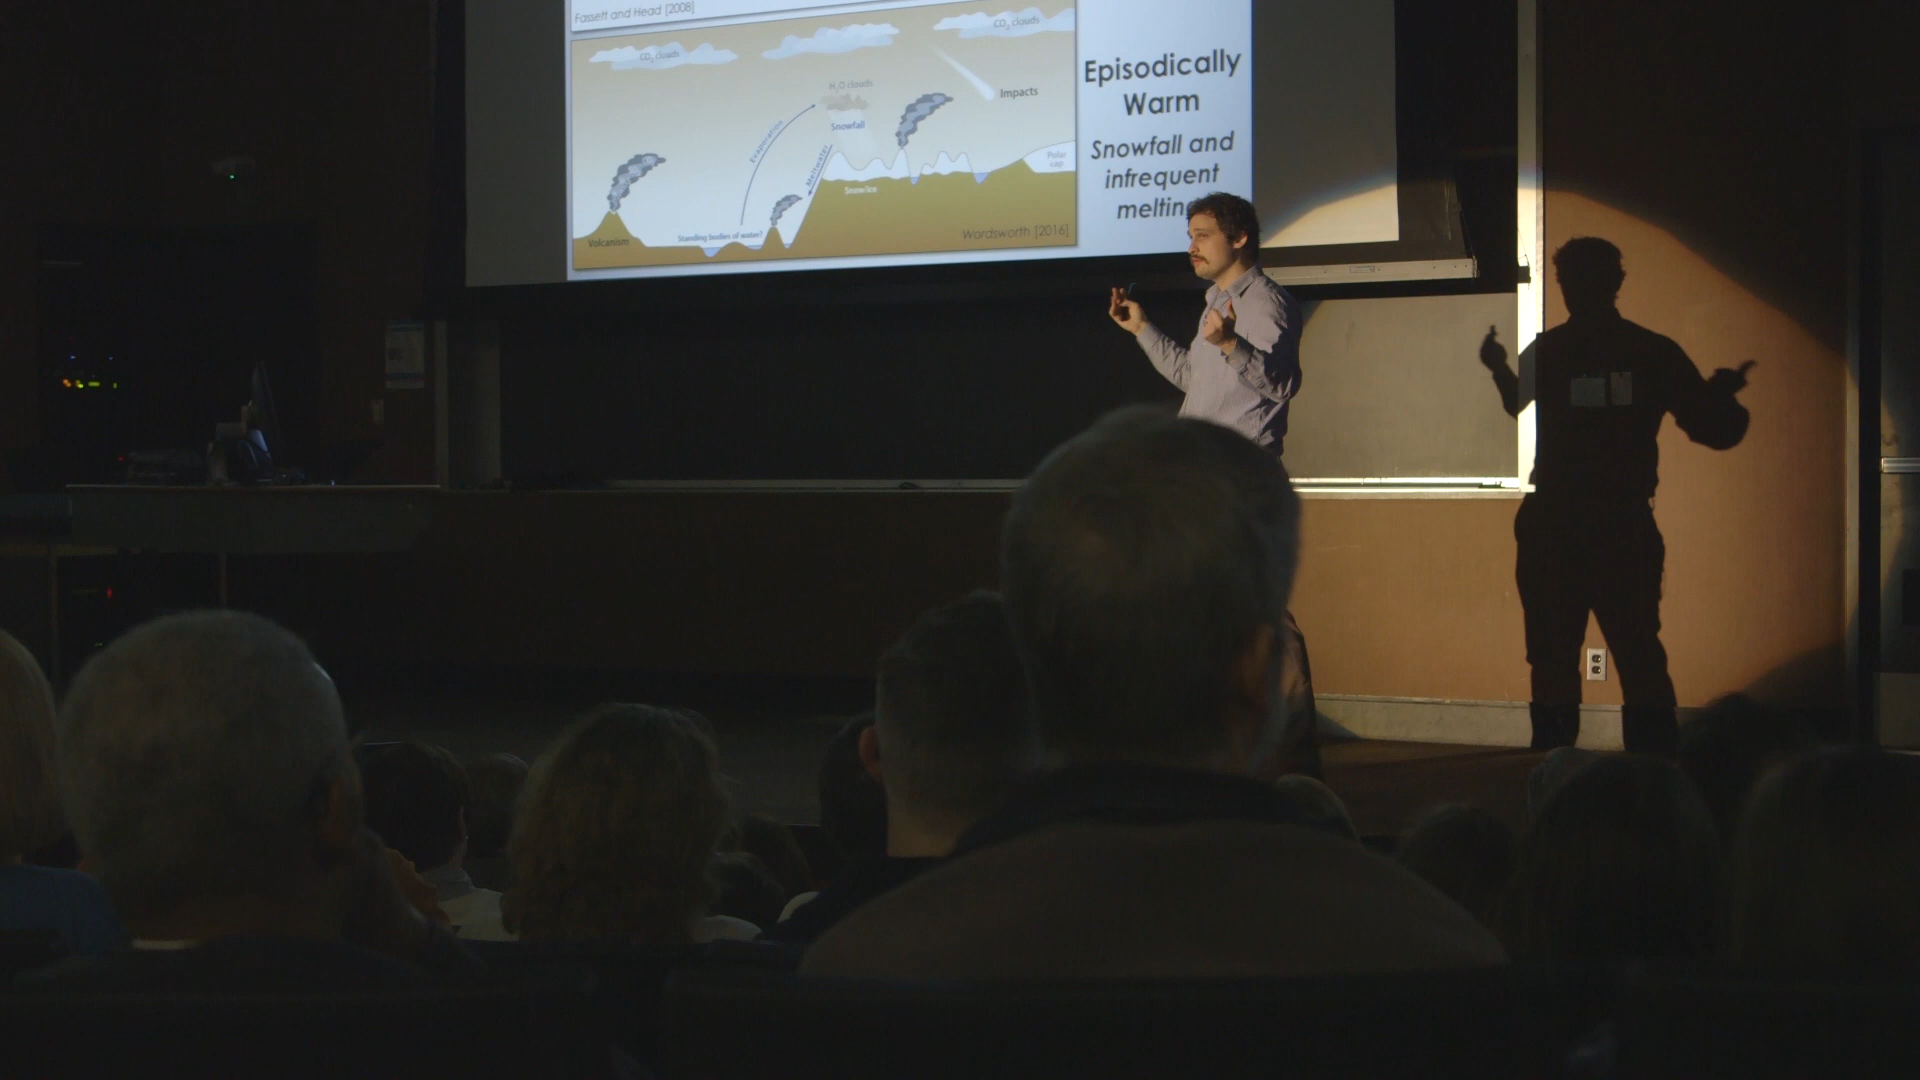 Fassett and Head [2008]
CO2 clouds
CO2 clouds
H2O clouds
Impacts
Snowfall
Evaporation
Meltwater
Polar
cap
Snow/ice
Volcanism
Standing bodies of water?
Wordsworth [2016]
Episodically
Warm
Snowfall and
infrequent
melting